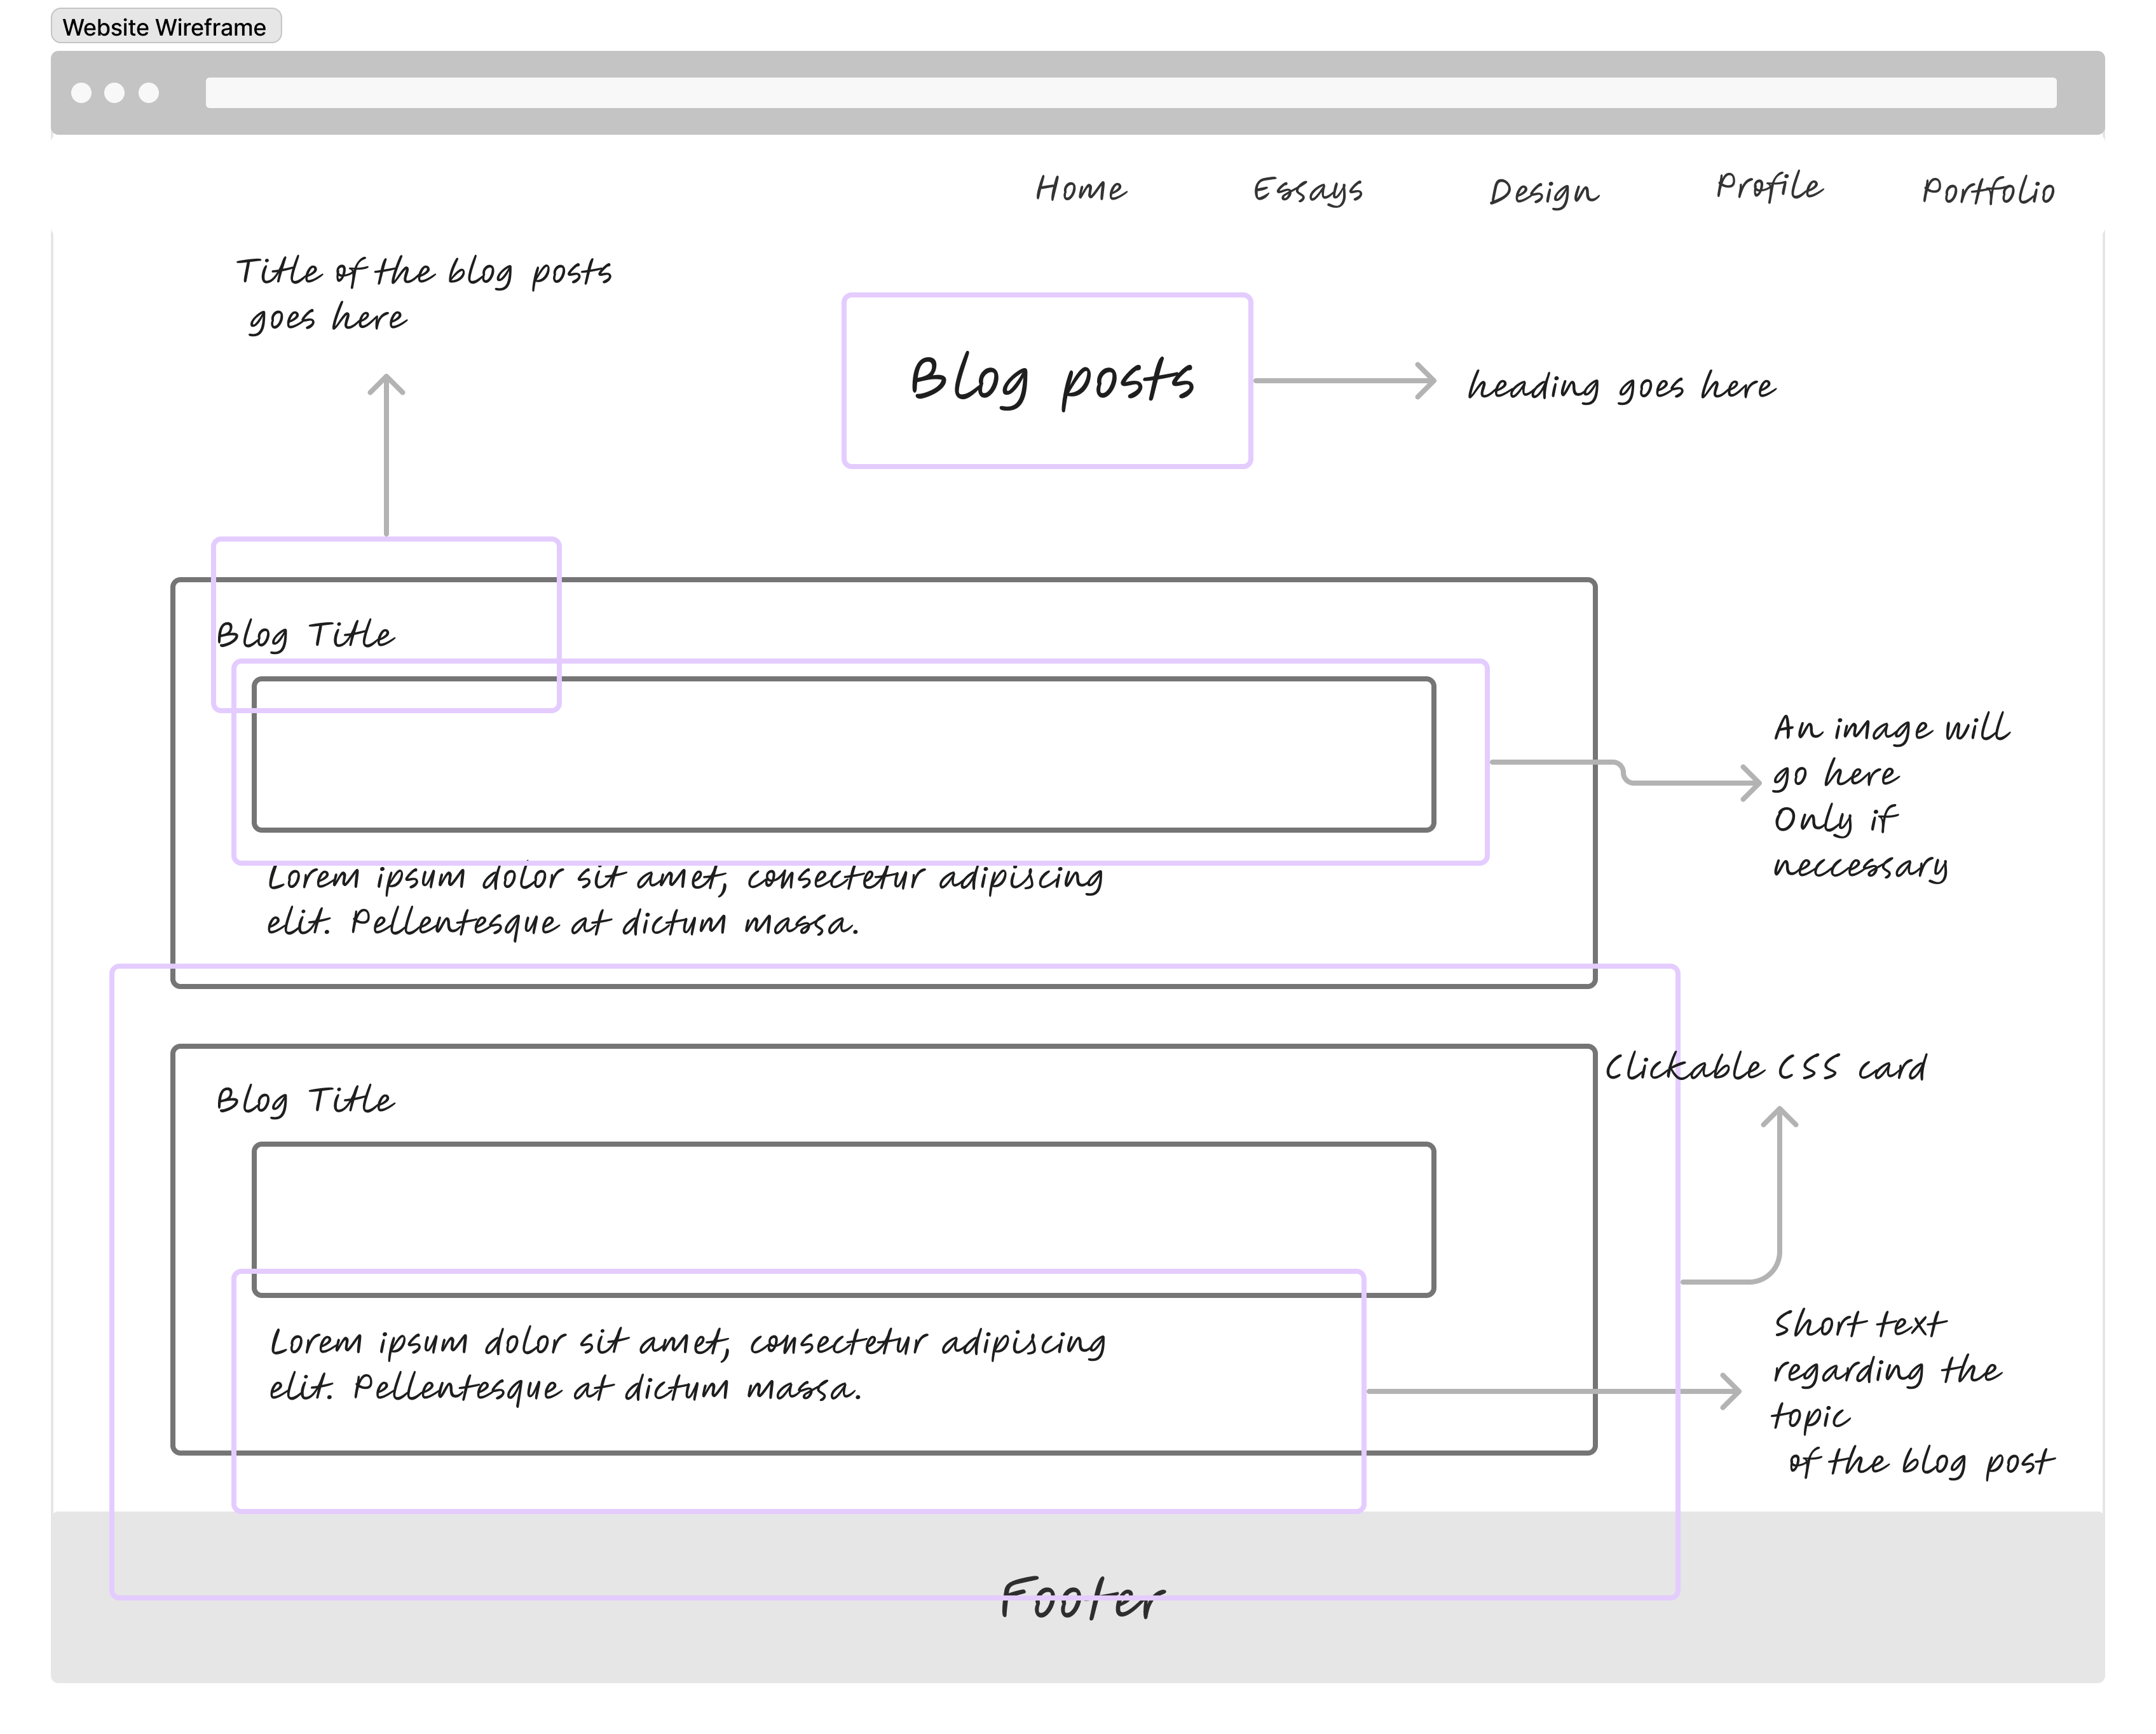 Website Wireframe
Home Essays Design Profile Portfolio
Title of the blog posts
goes here
Blog posts
heading goes here
Blog Title
An image will
go here
Only if
neccessary
Lorem ipsum dolor sit amet, consectetur adipiscing
elit. Pellentesque at dictum massa.
Clickable CSS card
Blog Title
Lorem ipsum dolor sit amet, consectetur adipiscing
elit. Pellentesque at dictum massa.
Short text
regarding the
topic
of the blog post
Footer